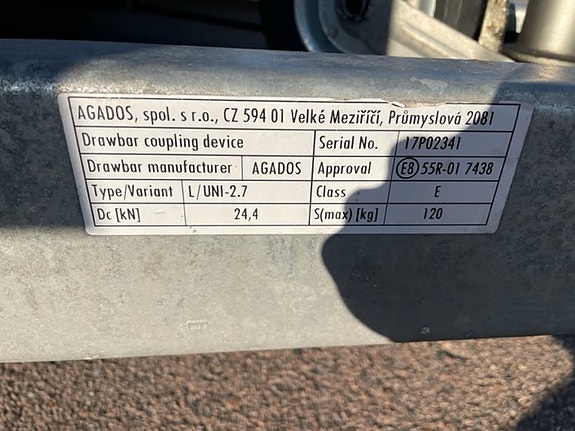 AGADOS, spol. s r.o., CZ 594 01 Velké Meziříčí, Průmyslová 2081
Drawbar coupling device Serial No. 17P02341
Drawbar manufacturer AGADOS Approval E8 55R-01 7438
Type/Variant L/UNI-2.7 Class E
Dc [kN] 24,4 S(max) [kg] 120